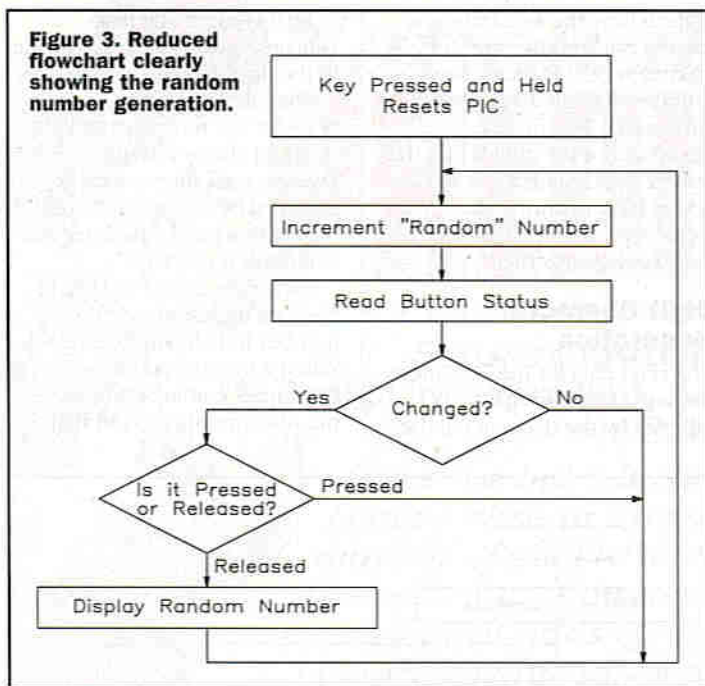 Figure 3. Reduced
flowchart clearly
showing the random
number generation.
Key Pressed and Held
Resets PIC
Increment "Random" Number
Read Button Status
Changed?
Yes
No
Is it Pressed
or Released?
Pressed
Released
Display Random Number